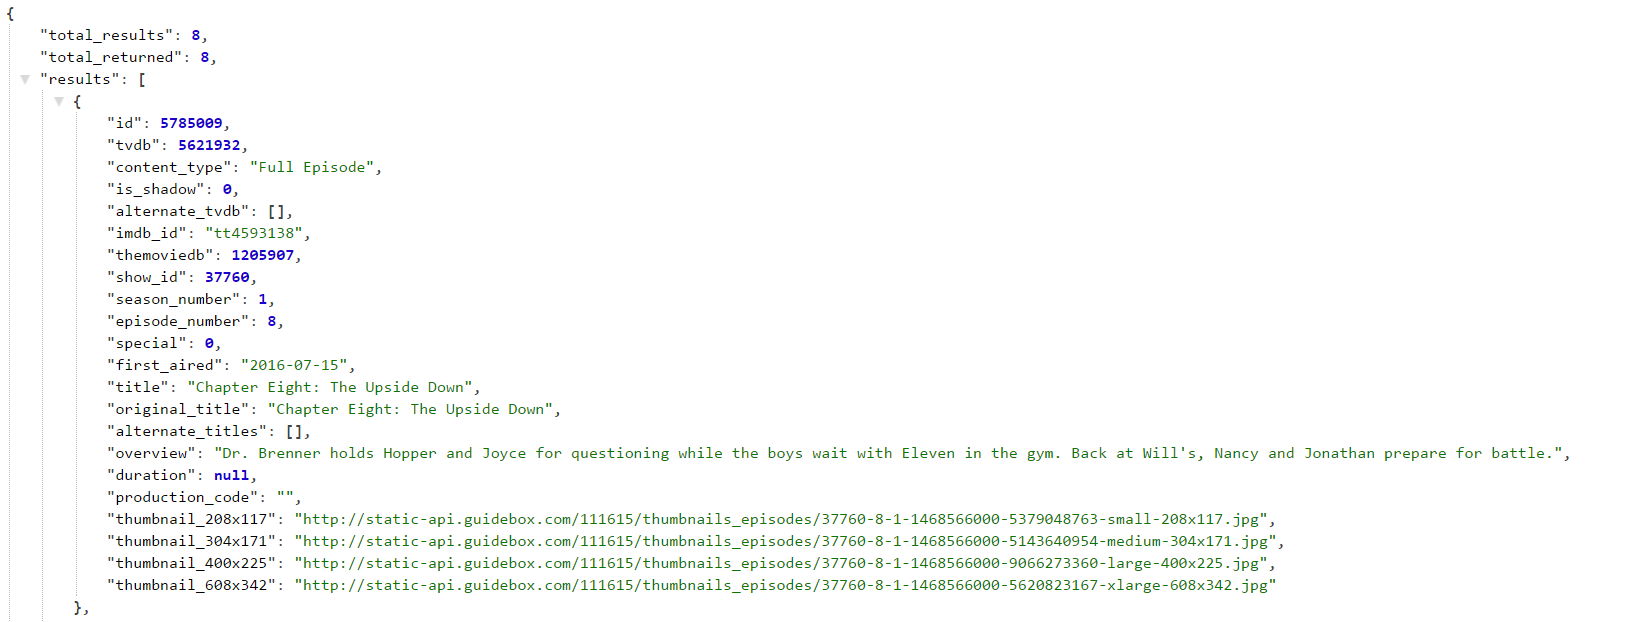 {
"total_results": 8,
"total_returned": 8,
"results": [
{
"id": 5785009,
"tvdb": 5621932,
"content_type": "Full Episode",
"is_shadow": 0,
"alternate_tvdb": [],
"imdb_id": "tt4593138",
"themoviedb": 1205907,
"show_id": 37760,
"season_number": 1,
"episode_number": 8,
"special": 0,
"first_aired": "2016-07-15",
"title": "Chapter Eight: The Upside Down",
"original_title": "Chapter Eight: The Upside Down",
"alternate_titles": [],
"overview": "Dr. Brenner holds Hopper and Joyce for questioning while the boys wait with Eleven in the gym. Back at Will's, Nancy and Jonathan prepare for battle.",
"duration": null,
"production_code": "",
"thumbnail_208x117": "http://static-api.guidebox.com/111615/thumbnails_episodes/37760-8-1-1468566000-5379048763-small-208x117.jpg",
"thumbnail_304x171": "http://static-api.guidebox.com/111615/thumbnails_episodes/37760-8-1-1468566000-5143640954-medium-304x171.jpg",
"thumbnail_400x225": "http://static-api.guidebox.com/111615/thumbnails_episodes/37760-8-1-1468566000-9066273360-large-400x225.jpg",
"thumbnail_608x342": "http://static-api.guidebox.com/111615/thumbnails_episodes/37760-8-1-1468566000-5620823167-xlarge-608x342.jpg"
},